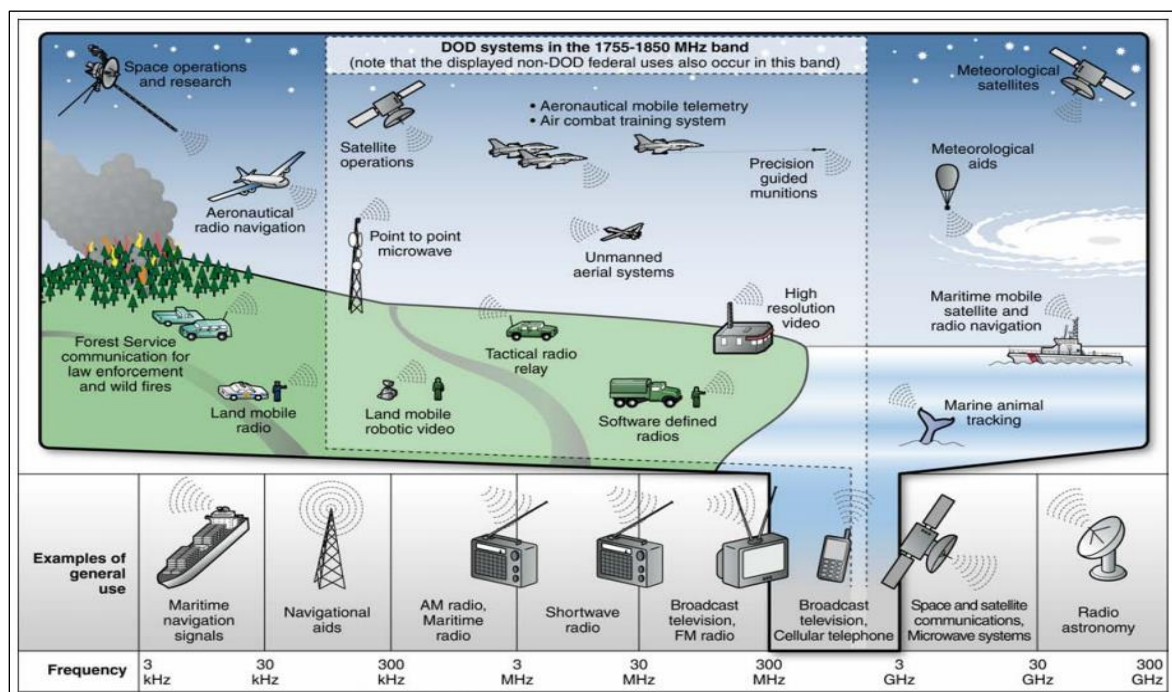 DOD systems in the 1755-1850 MHz band
(note that the displayed non-DOD federal uses also occur in this band)
Space operations
and research
Meteorological
satellites
• Aeronautical mobile telemetry
• Air combat training system
Satellite
operations
Precision
guided
munitions
Meteorological
aids
Aeronautical
radio navigation
Point to point
microwave
Unmanned
aerial systems
High
resolution
video
Maritime mobile
satellite and
radio navigation
Forest Service
communication for
law enforcement
and wild fires
Tactical radio
relay
Land mobile
radio
Land mobile
robotic video
Software defined
radios
Marine animal
tracking
Examples of
general
use
Maritime
navigation
signals
Navigational
aids
AM radio,
Maritime
radio
Shortwave
radio
Broadcast
television,
FM radio
Broadcast
television,
Cellular telephone
Space and satellite
communications,
Microwave systems
Radio
astronomy
Frequency
3
kHz
30
kHz
300
kHz
3
MHz
30
MHz
300
MHz
3
GHz
30
GHz
300
GHz